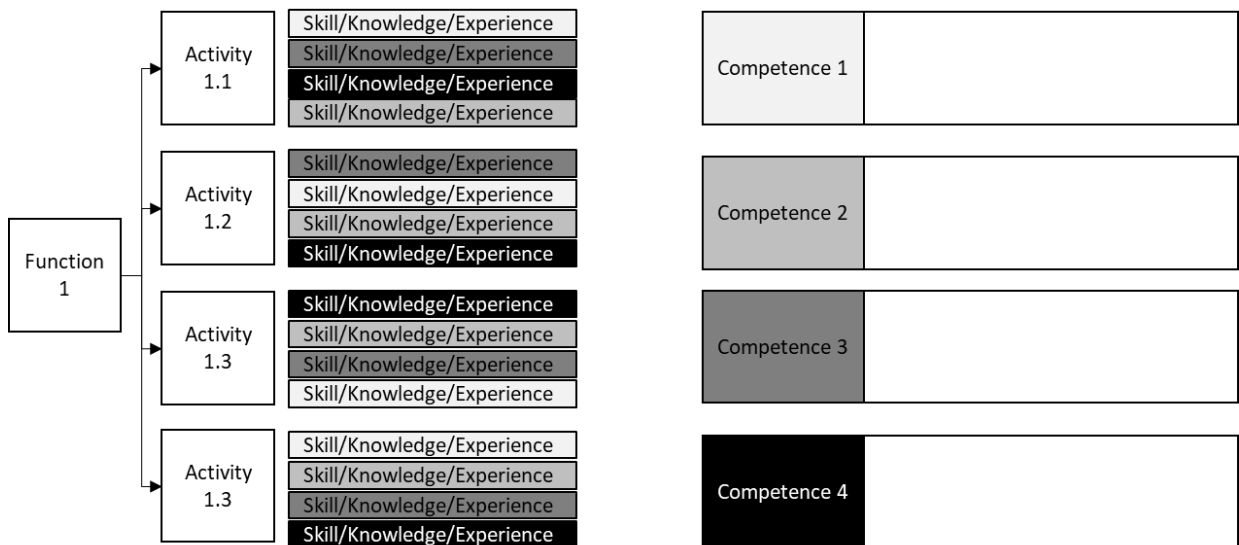 Function
1
Activity
1.1
Skill/Knowledge/Experience
Skill/Knowledge/Experience
Skill/Knowledge/Experience
Skill/Knowledge/Experience
Activity
1.2
Skill/Knowledge/Experience
Skill/Knowledge/Experience
Skill/Knowledge/Experience
Skill/Knowledge/Experience
Activity
1.3
Skill/Knowledge/Experience
Skill/Knowledge/Experience
Skill/Knowledge/Experience
Skill/Knowledge/Experience
Activity
1.3
Skill/Knowledge/Experience
Skill/Knowledge/Experience
Skill/Knowledge/Experience
Skill/Knowledge/Experience
Competence 1
Competence 2
Competence 3
Competence 4